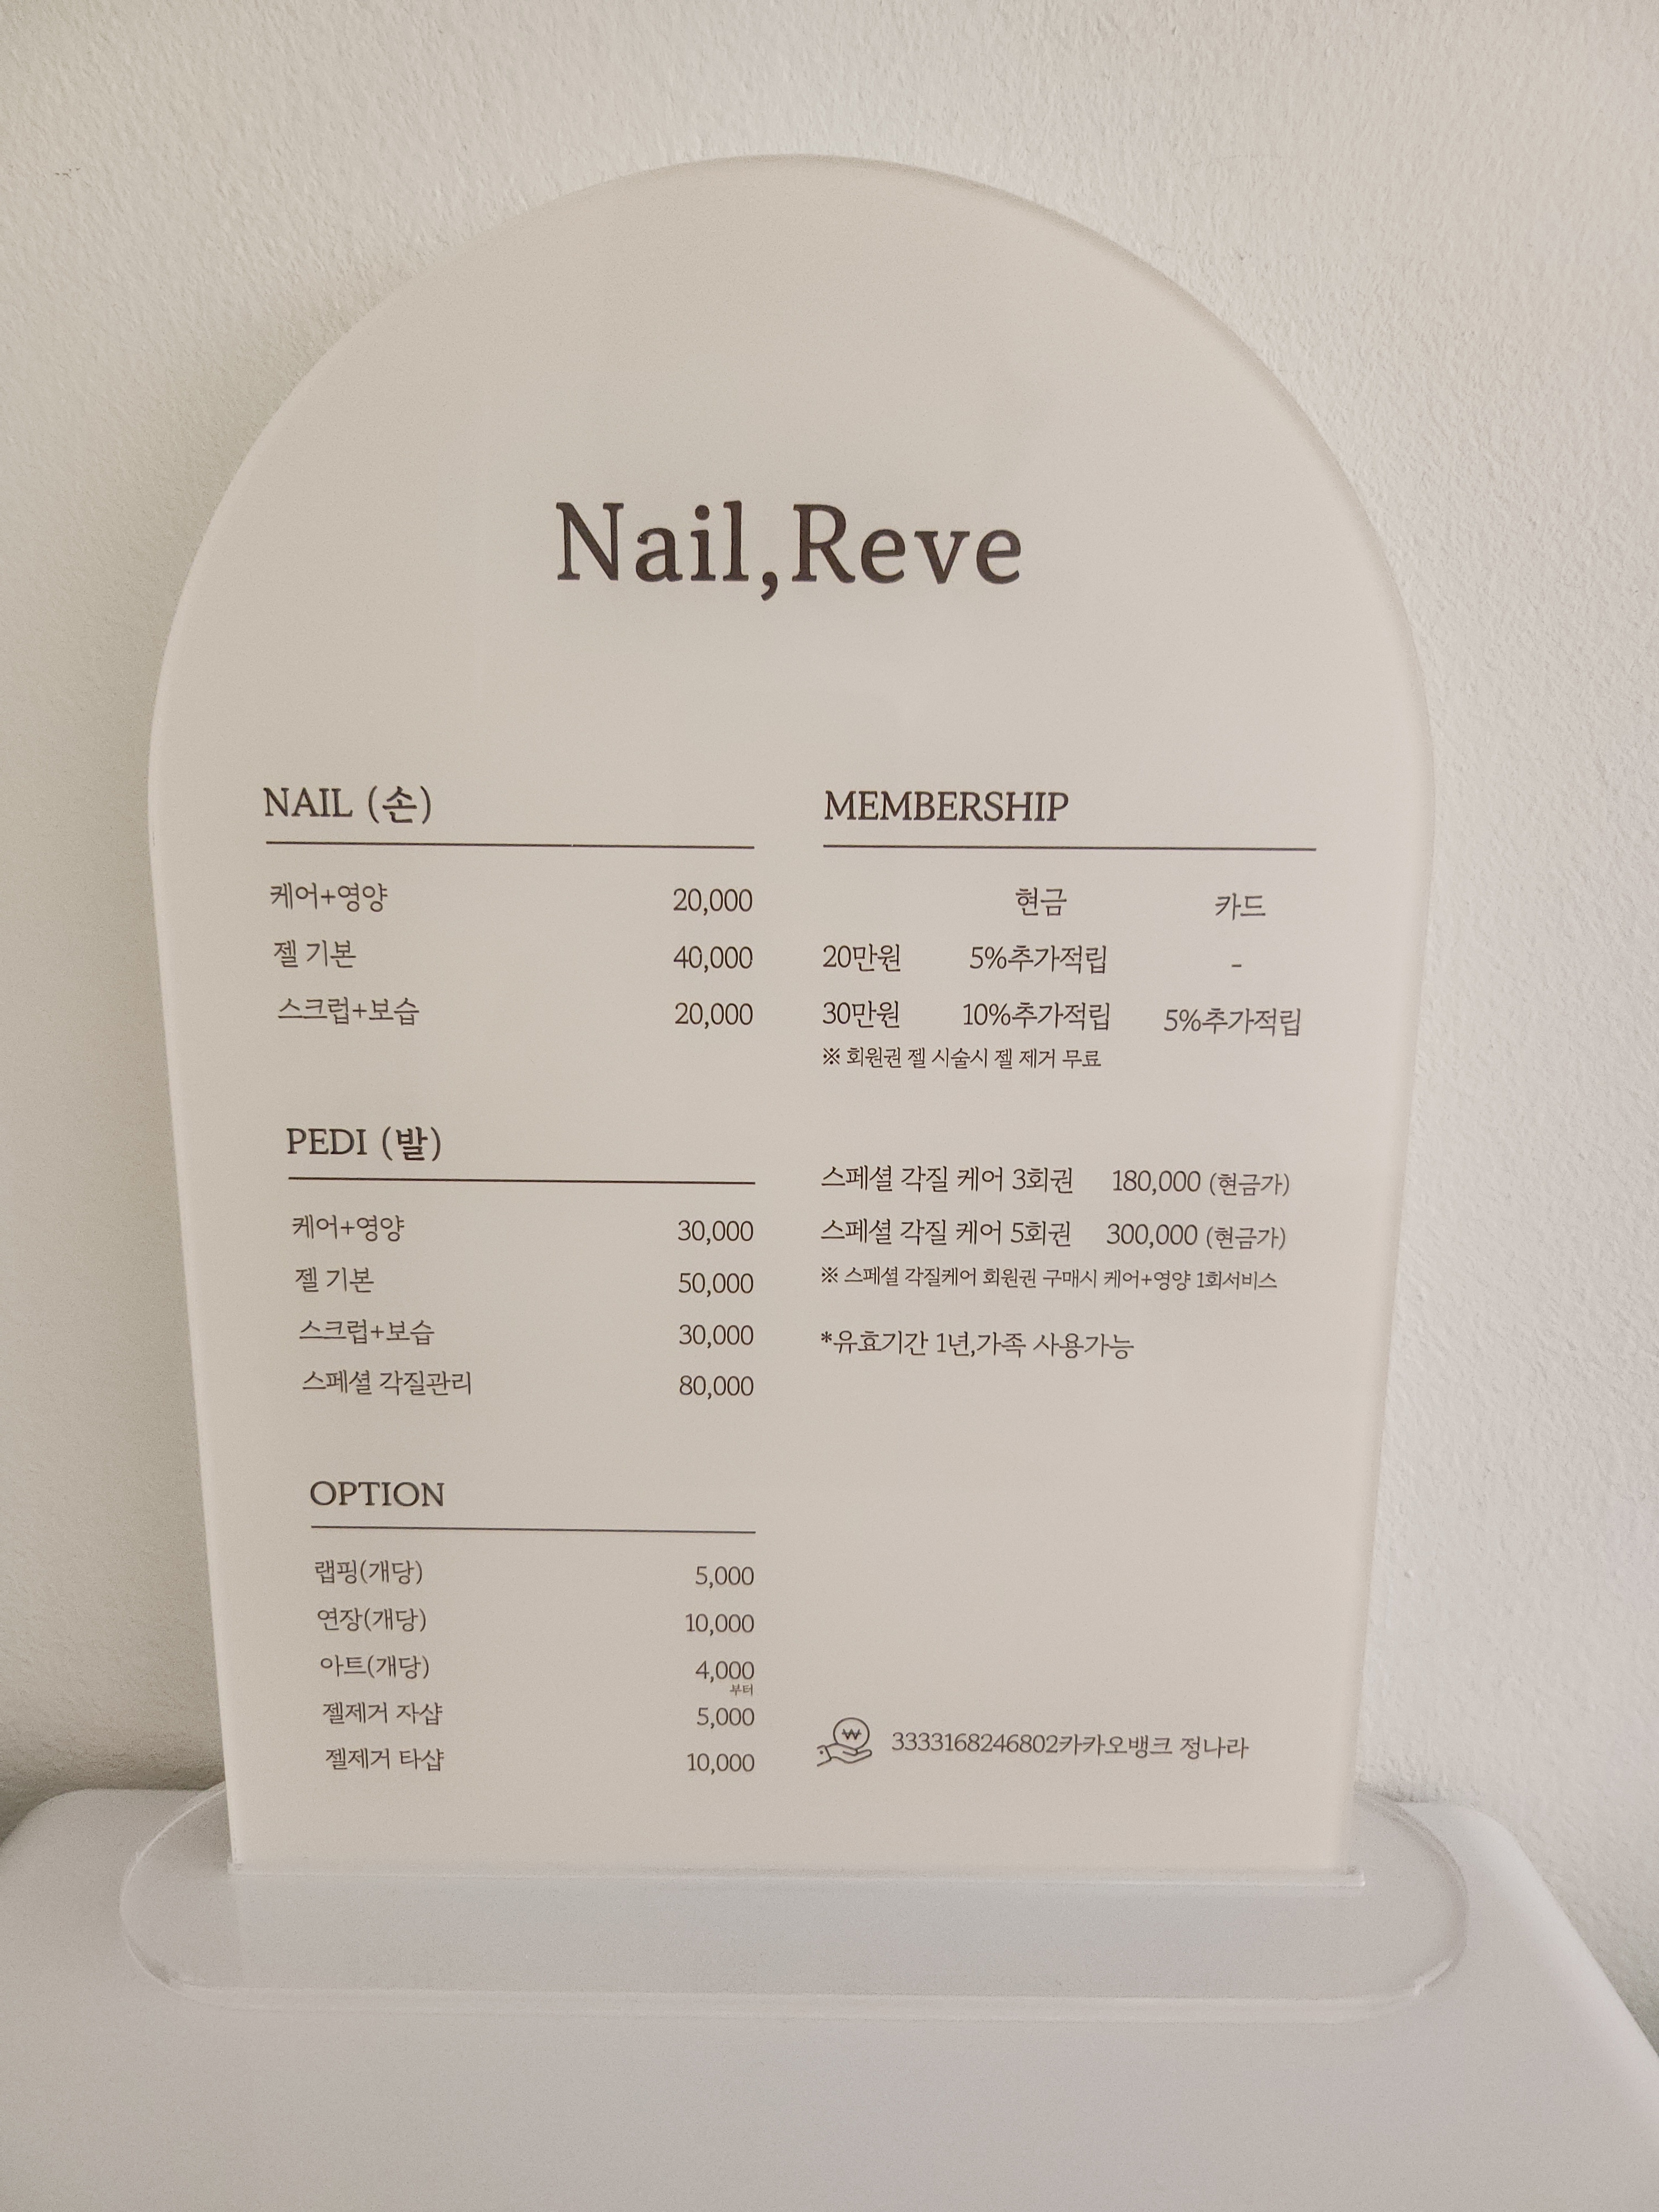 Nail,Reve
NAIL (손)
케어+영양 20,000
젤 기본 40,000
스크럽+보습 20,000
PEDI (발)
케어+영양 30,000
젤 기본 50,000
스크럽+보습 30,000
스페셜 각질관리 80,000
OPTION
랩핑(개당) 5,000
연장(개당) 10,000
아트(개당) 4,000
부터
젤제거 자샵 5,000
젤제거 타샵 10,000
MEMBERSHIP
현금 카드
20만원 5%추가적립 -
30만원 10%추가적립 5%추가적립
※ 회원권 젤 시술시 젤 제거 무료
스페셜 각질 케어 3회권 180,000 (현금가)
스페셜 각질 케어 5회권 300,000 (현금가)
※ 스페셜 각질케어 회원권 구매시 케어+영양 1회서비스
*유효기간 1년,가족 사용가능
₩ 3333168246802카카오뱅크 정나라